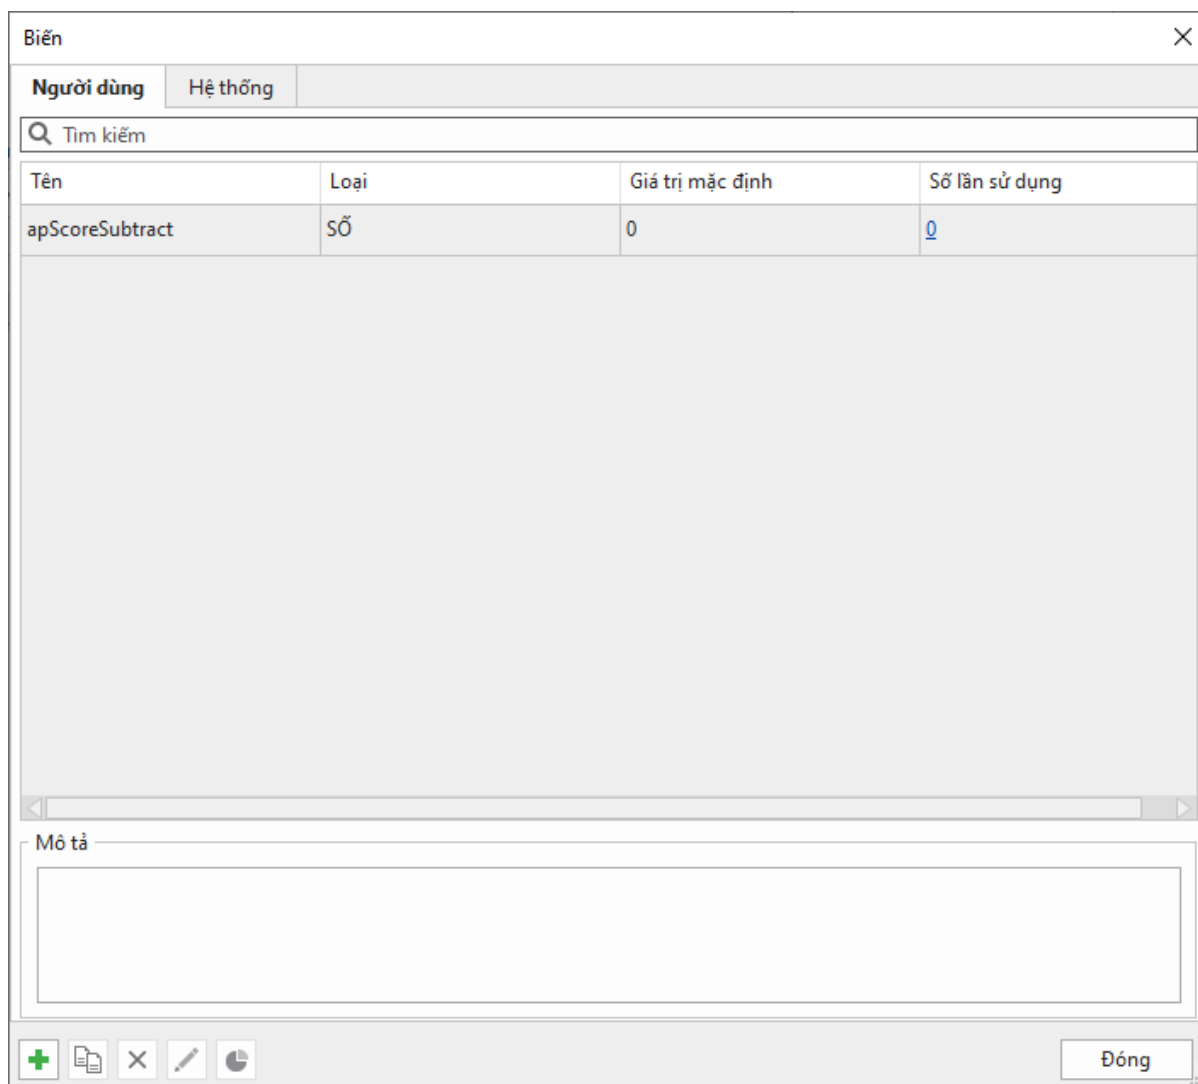 Biến
Người dùng Hệ thống
Tìm kiếm
Tên Loại Giá trị mặc định Số lần sử dụng
apScoreSubtract SỐ 0 0
Mô tả
Đóng